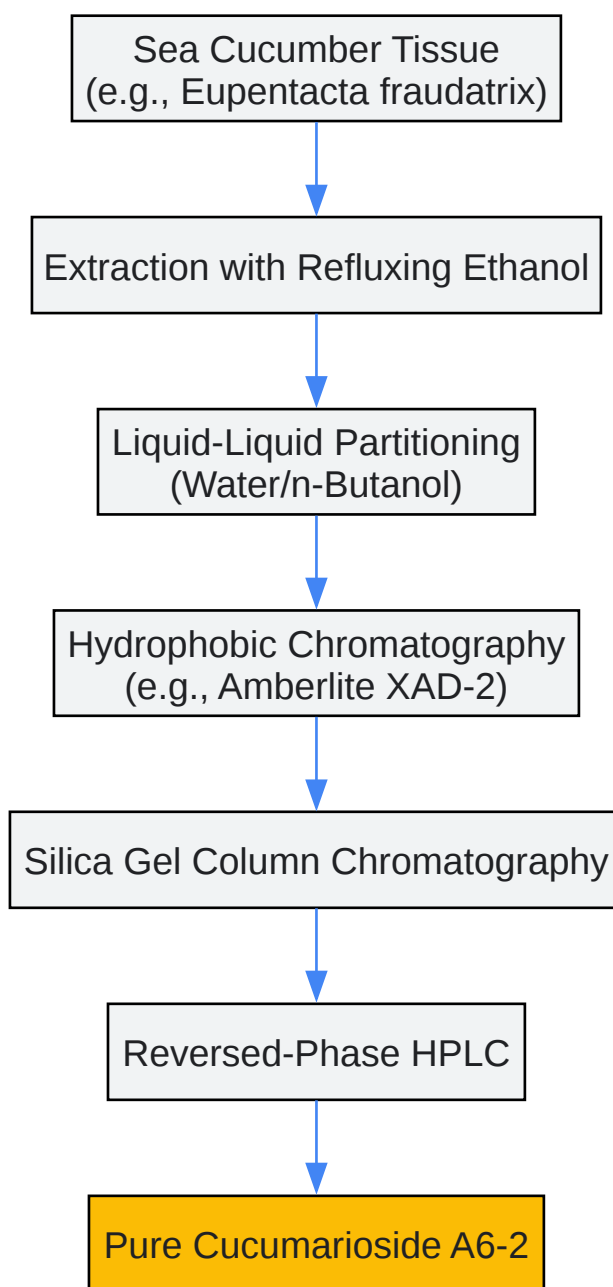 Sea Cucumber Tissue
(e.g., Eupentacta fraudatrix)
Extraction with Refluxing Ethanol
Liquid-Liquid Partitioning
(Water/n-Butanol)
Hydrophobic Chromatography
(e.g., Amberlite XAD-2)
Silica Gel Column Chromatography
Reversed-Phase HPLC
Pure Cucumarioside A6-2